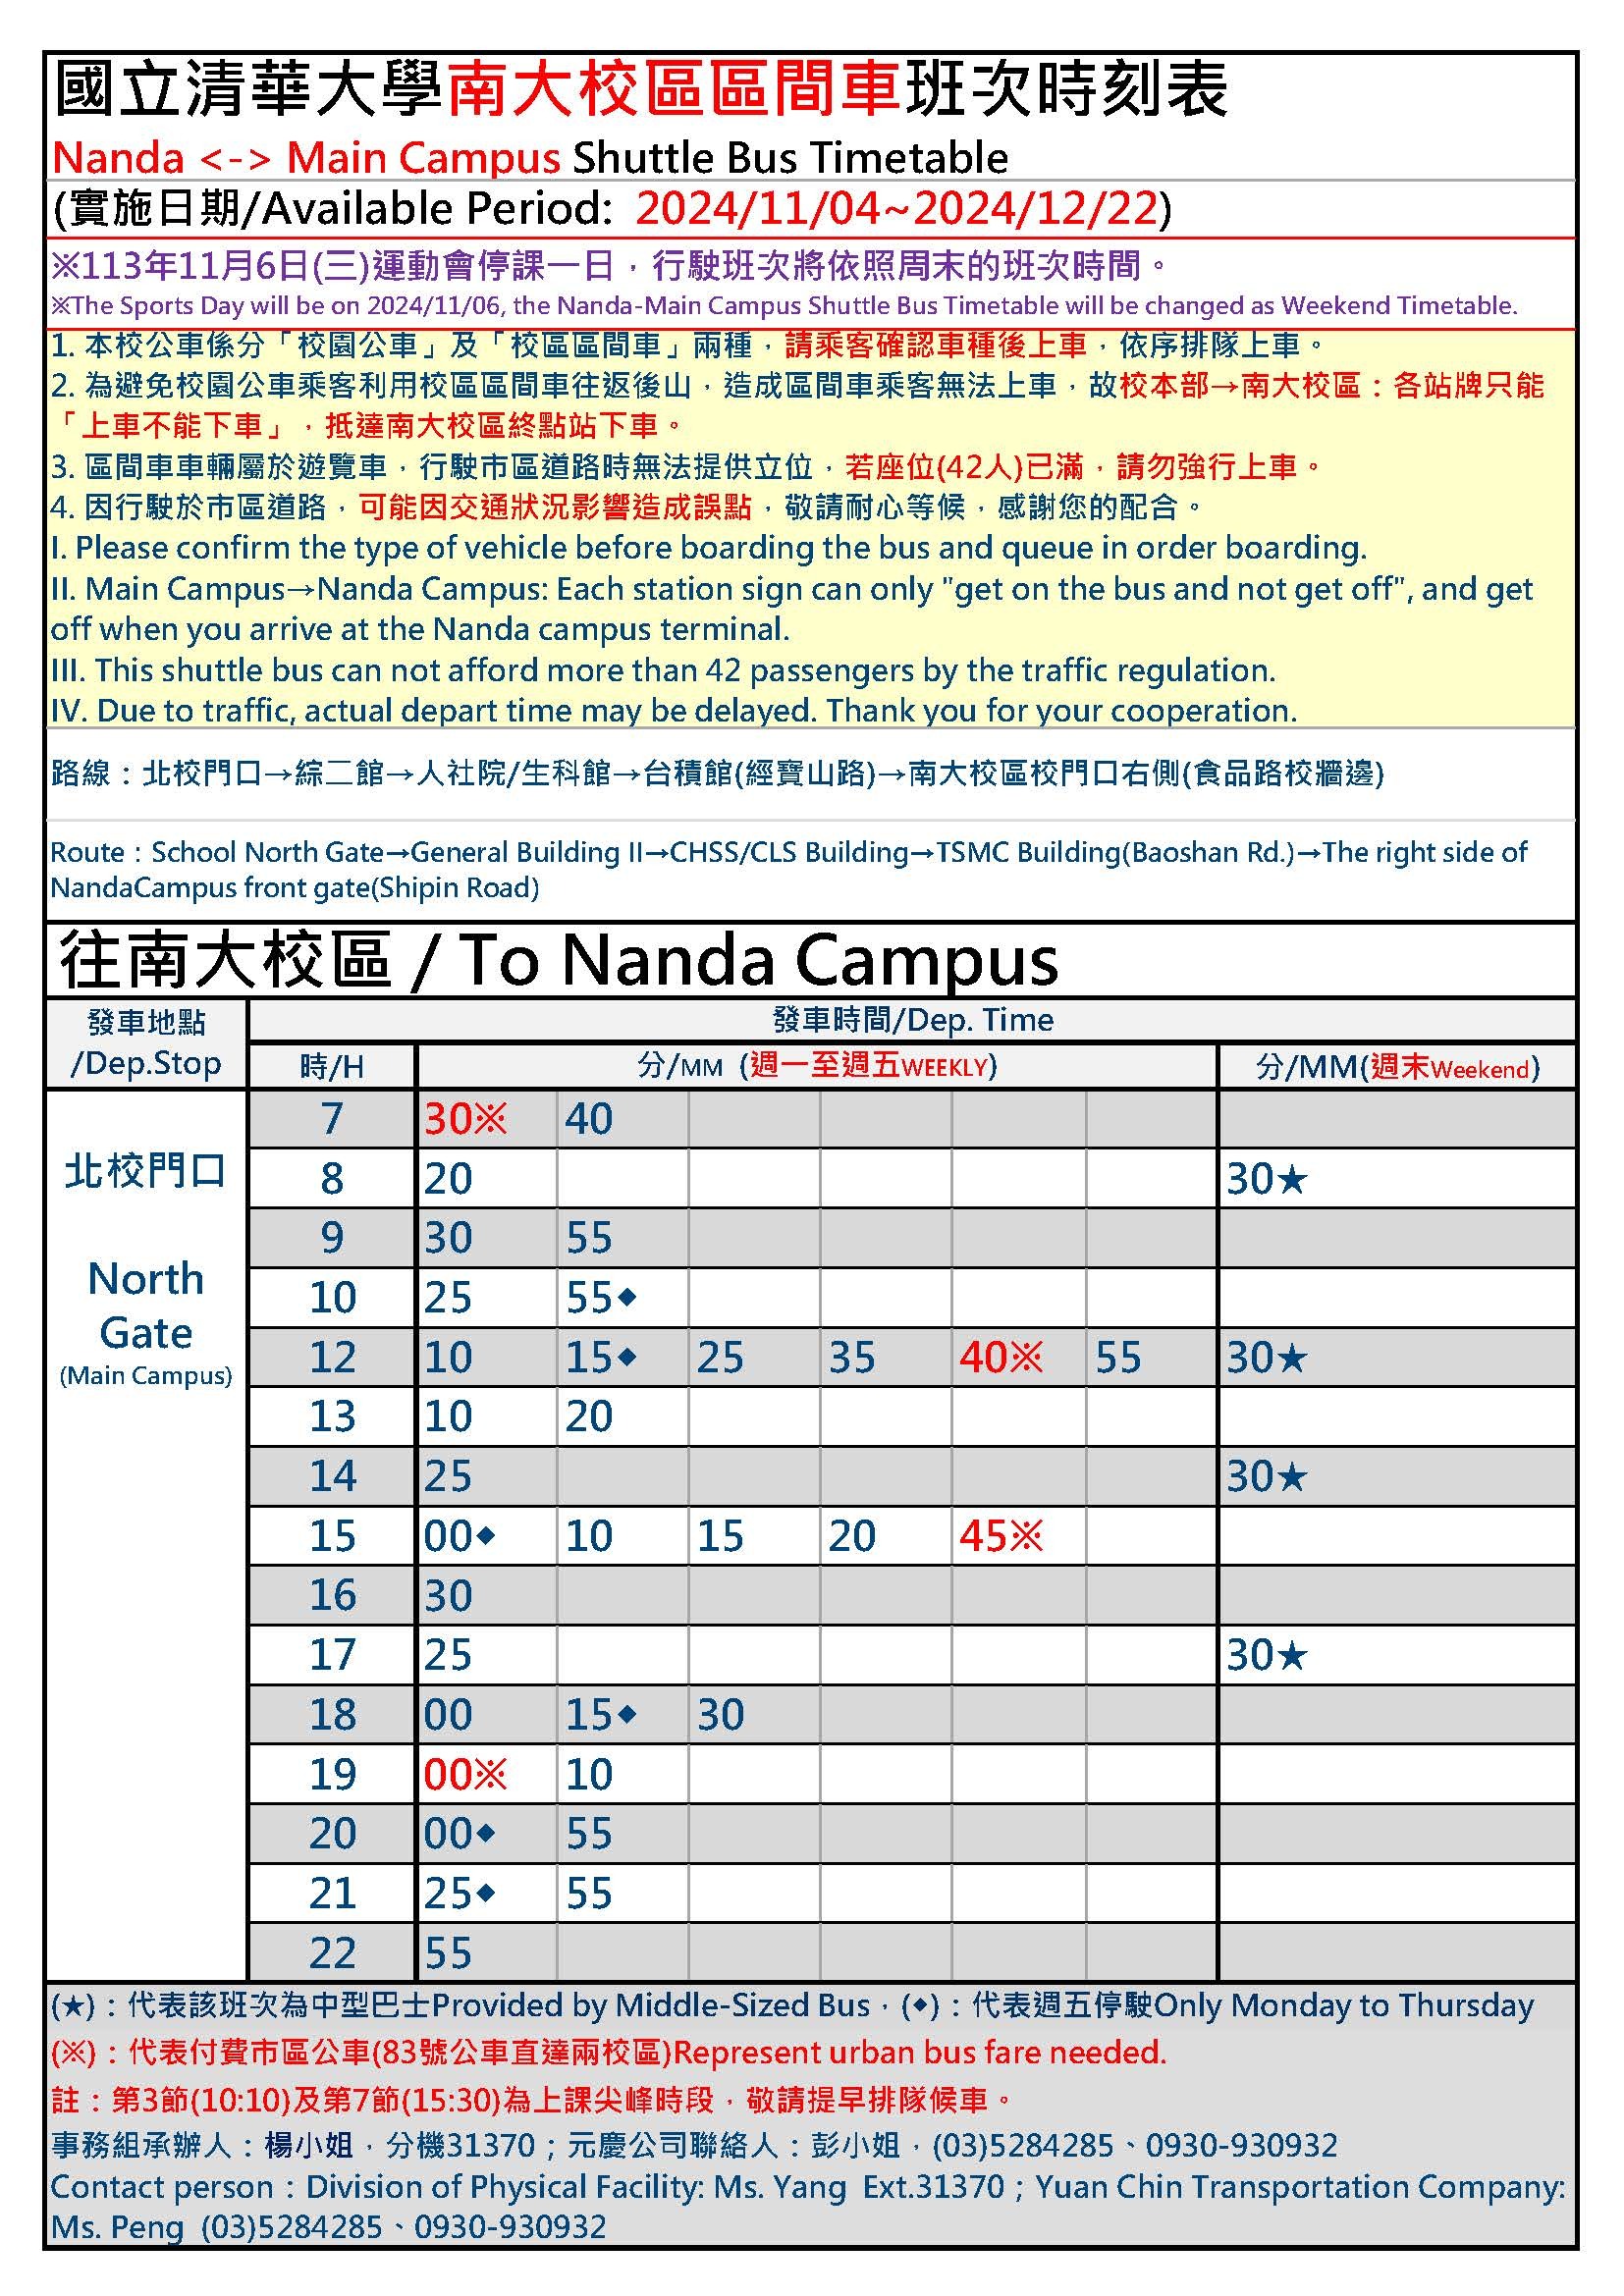 國立清華大學南大校區區間車班次時刻表
Nanda <-> Main Campus Shuttle Bus Timetable
(實施日期/Available Period: 2024/11/04~2024/12/22)
※113年11月6日(三)運動會停課一日，行駛班次將依照周末的班次時間。
※The Sports Day will be on 2024/11/06, the Nanda-Main Campus Shuttle Bus Timetable will be changed as Weekend Timetable.
1. 本校公車係分「校園公車」及「校區區間車」兩種，請乘客確認車種後上車，依序排隊上車。
2. 為避免校園公車乘客利用校區區間車往返後山，造成區間車乘客無法上車，故校本部→南大校區：各站牌只能
「上車不能下車」，抵達南大校區終點站下車。
3. 區間車車輛屬於遊覽車，行駛市區道路時無法提供立位，若座位(42人)已滿，請勿強行上車。
4. 因行駛於市區道路，可能因交通狀況影響造成誤點，敬請耐心等候，感謝您的配合。
I. Please confirm the type of vehicle before boarding the bus and queue in order boarding.
II. Main Campus→Nanda Campus: Each station sign can only "get on the bus and not get off", and get
off when you arrive at the Nanda campus terminal.
III. This shuttle bus can not afford more than 42 passengers by the traffic regulation.
IV. Due to traffic, actual depart time may be delayed. Thank you for your cooperation.
路線：北校門口→綜二館→人社院/生科館→台積館(經寶山路)→南大校區校門口右側(食品路校牆邊)
Route：School North Gate→General Building II→CHSS/CLS Building→TSMC Building(Baoshan Rd.)→The right side of
NandaCampus front gate(Shipin Road)
往南大校區 / To Nanda Campus
發車地點
/Dep.Stop
發車時間/Dep. Time
時/H 分/MM (週一至週五WEEKLY) 分/MM(週末Weekend)
北校門口
North
Gate
(Main Campus)
7 30※ 40
8 20 30★
9 30 55
10 25 55◆
12 10 15◆ 25 35 40※ 55 30★
13 10 20
14 25 30★
15 00◆ 10 15 20 45※
16 30
17 25 30★
18 00 15◆ 30
19 00※ 10
20 00◆ 55
21 25◆ 55
22 55
(★)：代表該班次為中型巴士Provided by Middle-Sized Bus，(◆)：代表週五停駛Only Monday to Thursday
(※)：代表付費市區公車(83號公車直達兩校區)Represent urban bus fare needed.
註：第3節(10:10)及第7節(15:30)為上課尖峰時段，敬請提早排隊候車。
事務組承辦人：楊小姐，分機31370；元慶公司聯絡人：彭小姐，(03)5284285、0930-930932
Contact person：Division of Physical Facility: Ms. Yang Ext.31370；Yuan Chin Transportation Company:
Ms. Peng (03)5284285、0930-930932